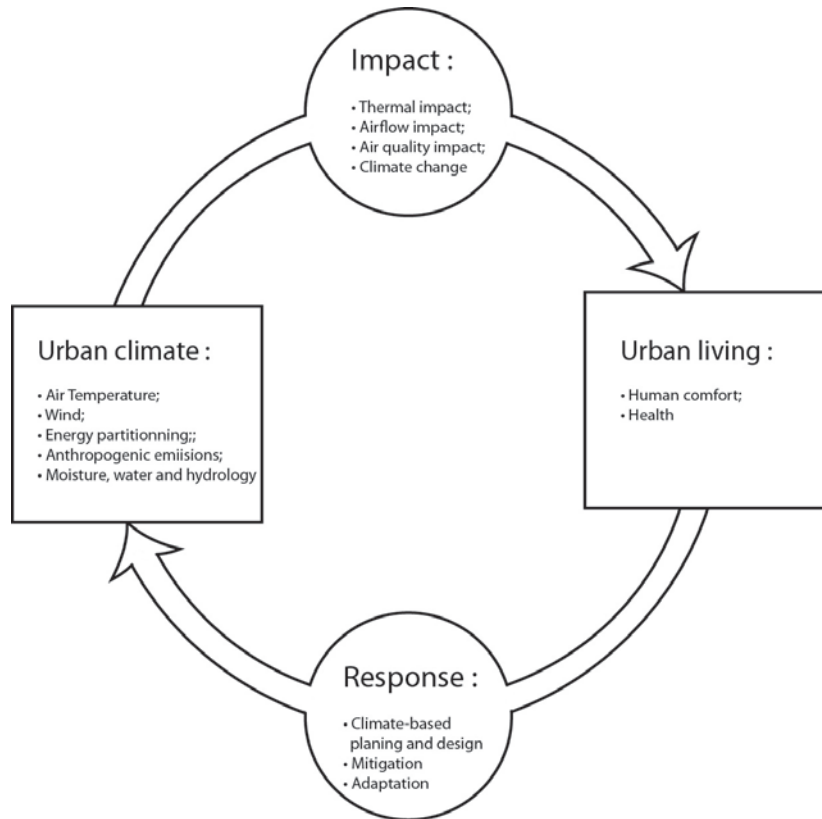 Impact :
• Thermal impact;
• Airflow impact;
• Air quality impact;
• Climate change
Urban climate :
• Air Temperature;
• Wind;
• Energy partitionning;;
• Anthropogenic emiisions;
• Moisture, water and hydrology
Urban living :
• Human comfort;
• Health
Response :
• Climate-based
planing and design
• Mitigation
• Adaptation